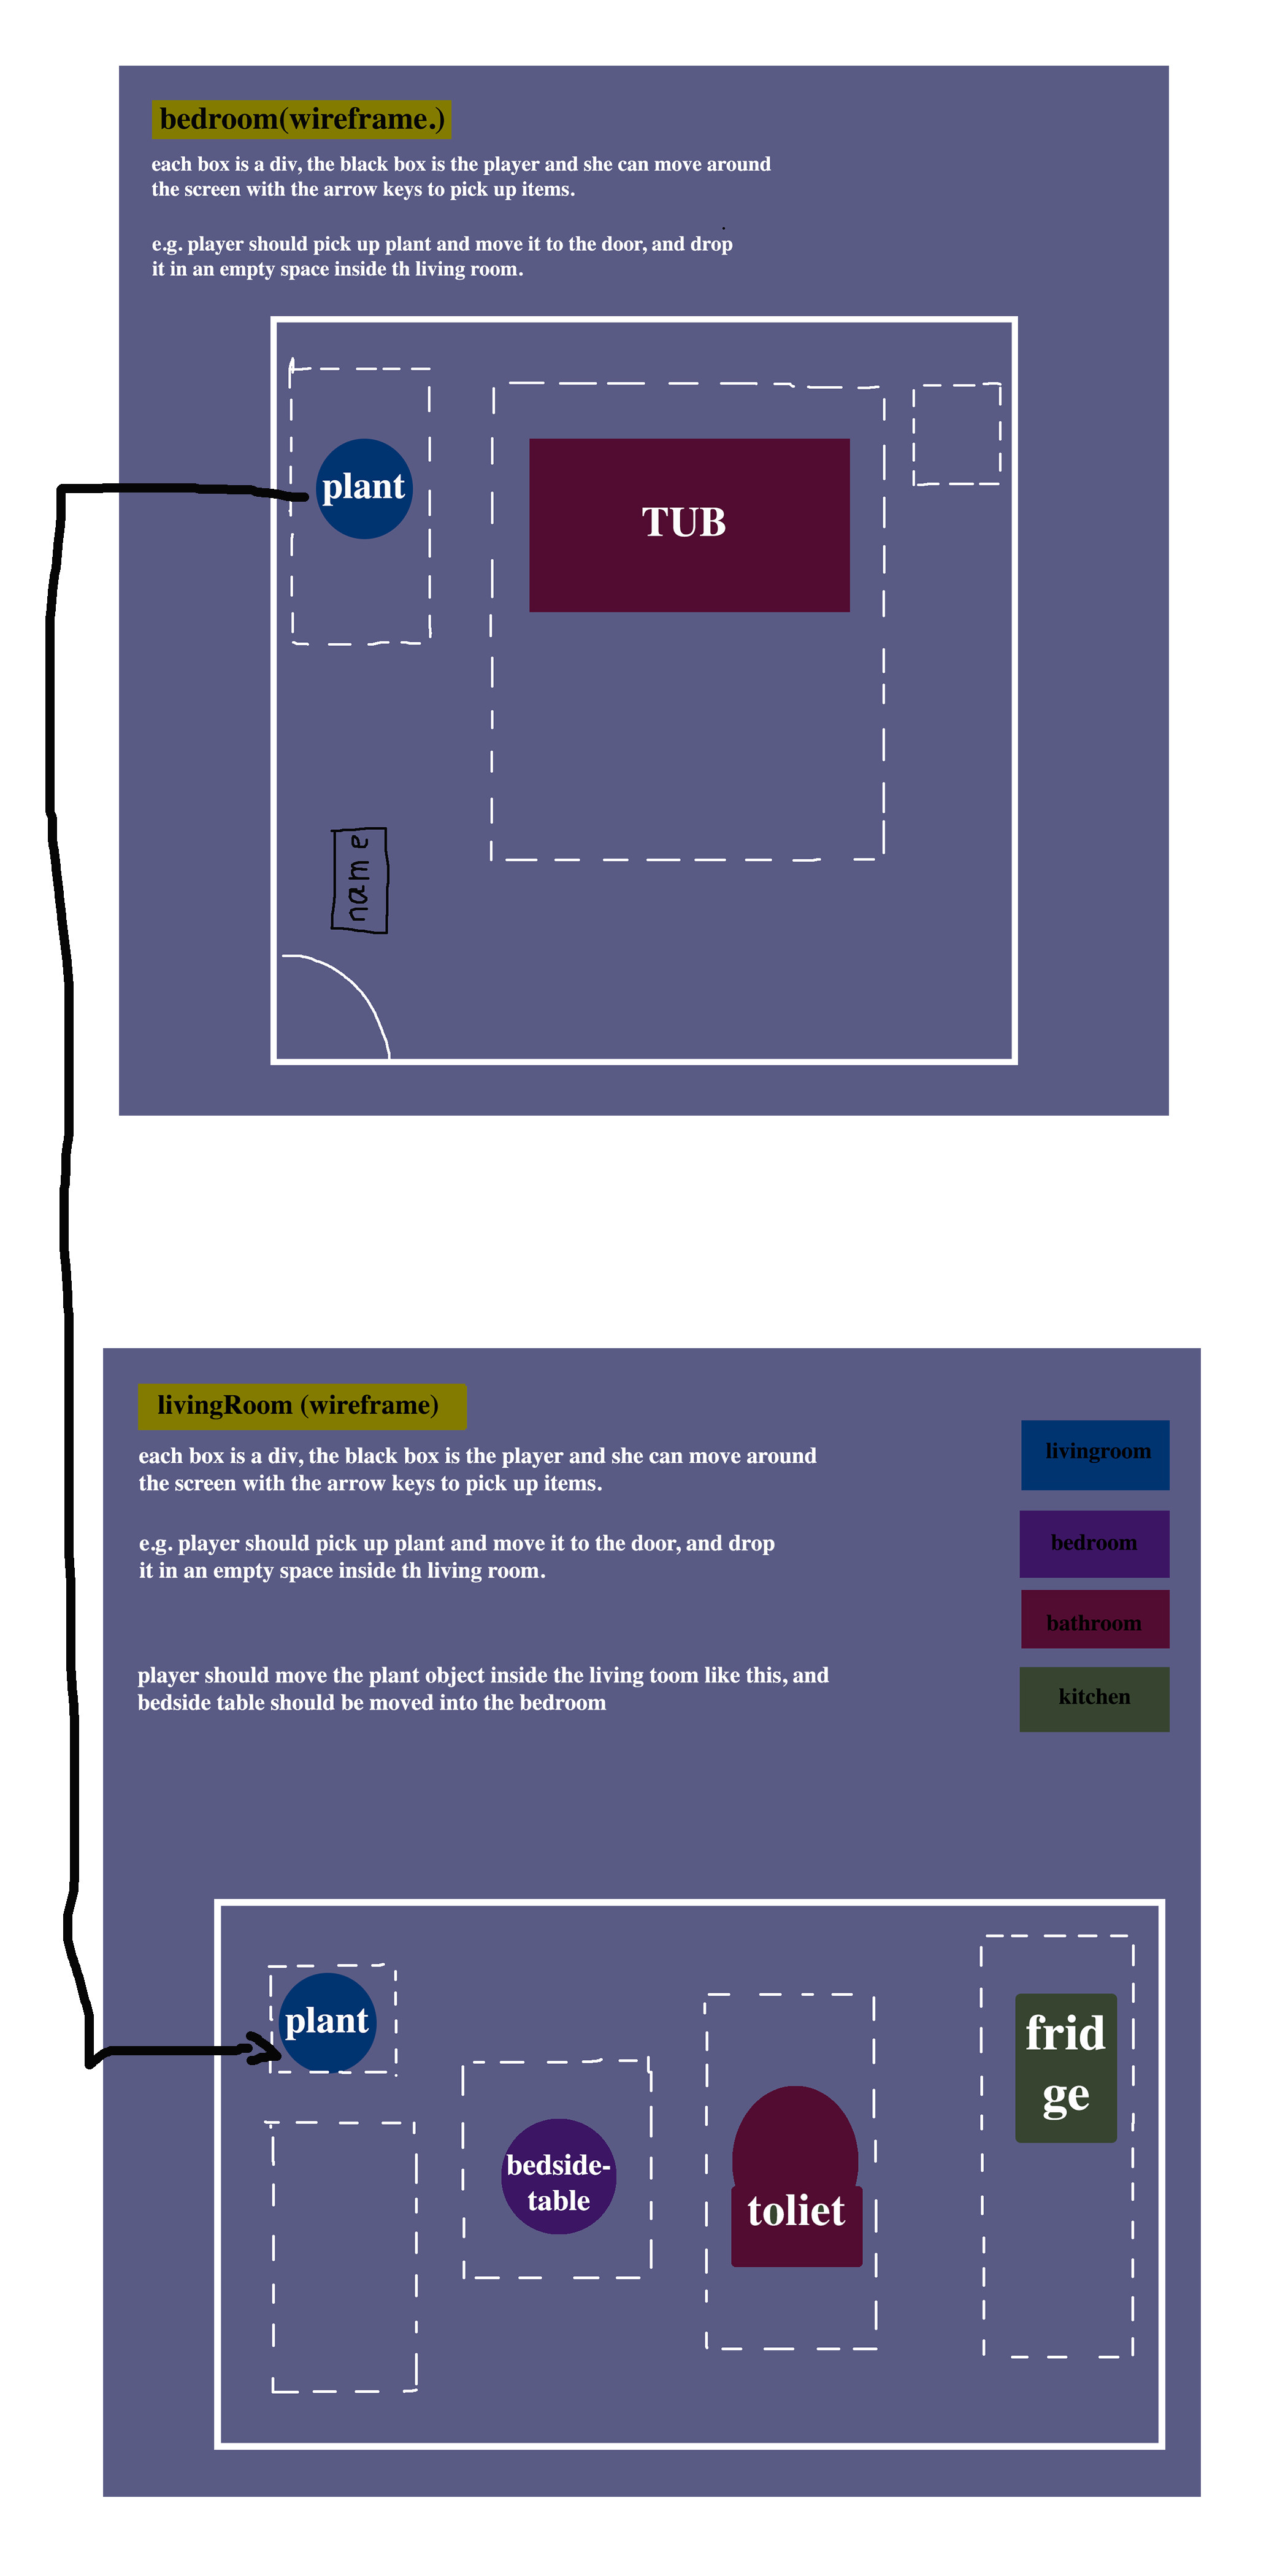 bedroom(wireframe.)
each box is a div, the black box is the player and she can move around
the screen with the arrow keys to pick up items.
e.g. player should pick up plant and move it to the door, and drop
it in an empty space inside th living room.
plant
TUB
name
livingRoom (wireframe)
each box is a div, the black box is the player and she can move around
the screen with the arrow keys to pick up items.
e.g. player should pick up plant and move it to the door, and drop
it in an empty space inside th living room.
player should move the plant object inside the living toom like this, and
bedside table should be moved into the bedroom
livingroom
bedroom
bathroom
kitchen
plant
bedside-
table
toliet
frid
ge